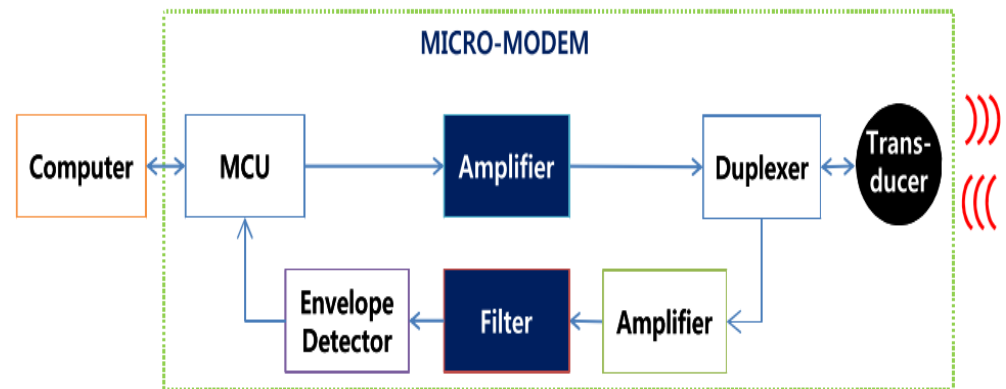 MICRO-MODEM
Computer
MCU
Amplifier
Duplexer
Trans-
ducer
Envelope
Detector
Filter
Amplifier